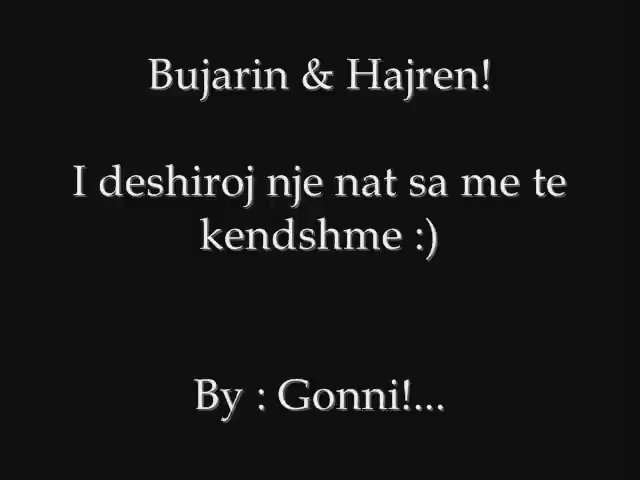 Bujarin & Hajren!
I deshiroj nje nat sa me te
kendshme :)
By : Gonni!...